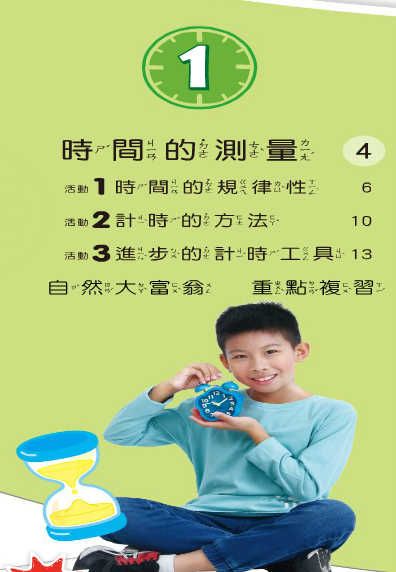 1
時間的測量 4
活動1時間的規律性 6
活動2計時的方法 10
活動3進步的計時工具 13
自然大富翁 重點複習